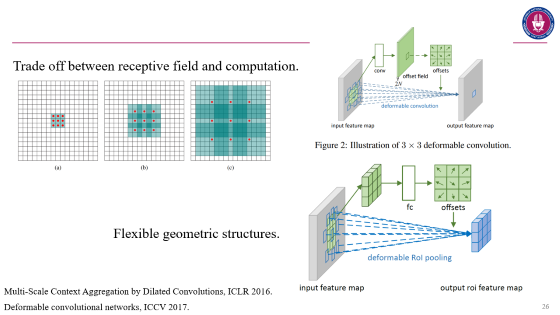 Trade off between receptive field and computation.
(a)
(b)
(c)
conv
offset field
offsets
2N
deformable convolution
input feature map
output feature map
Figure 2: Illustration of 3 × 3 deformable convolution.
Flexible geometric structures.
fc
offsets
deformable RoI pooling
input feature map
output roi feature map
Multi-Scale Context Aggregation by Dilated Convolutions, ICLR 2016.
Deformable convolutional networks, ICCV 2017.
26